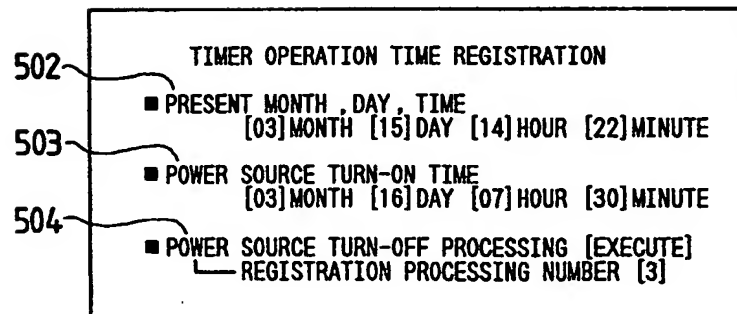 TIMER OPERATION TIME REGISTRATION
502
■ PRESENT MONTH , DAY , TIME
[03] MONTH [15] DAY [14] HOUR [22] MINUTE
503
■ POWER SOURCE TURN-ON TIME
[03] MONTH [16] DAY [07] HOUR [30] MINUTE
504
■ POWER SOURCE TURN-OFF PROCESSING [EXECUTE]
REGISTRATION PROCESSING NUMBER [3]